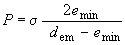 P = σ 2e_min / (d_em − e_min)